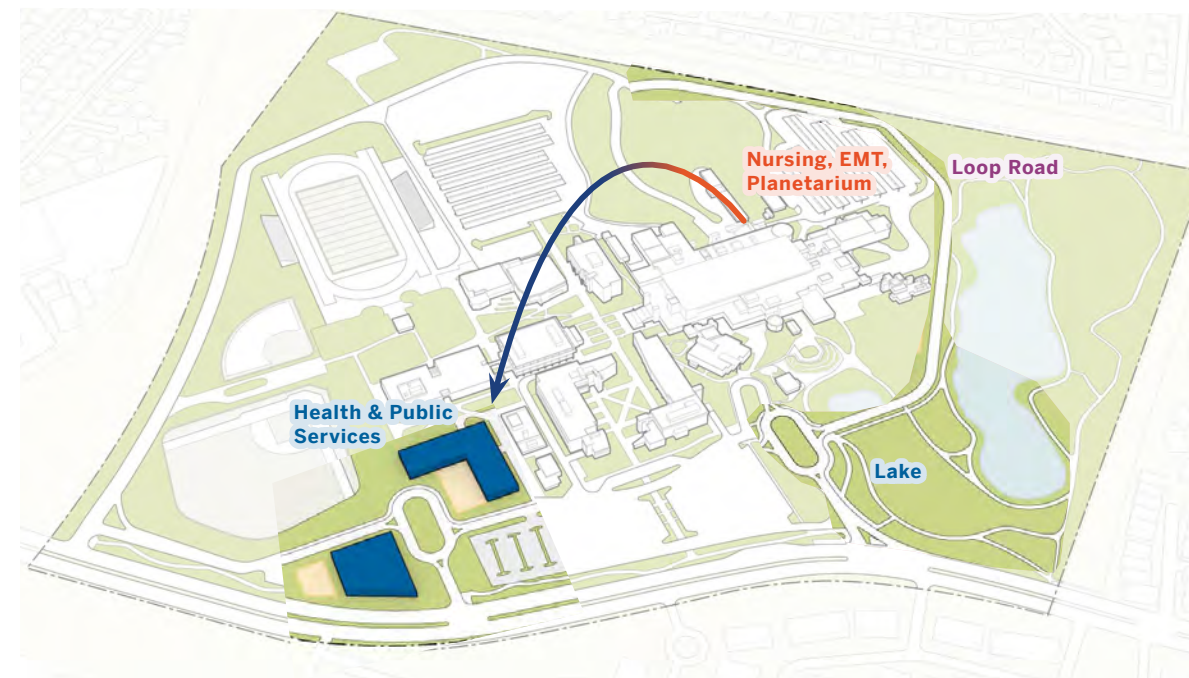 Nursing, EMT,
Planetarium
Loop Road
Health & Public
Services
Lake